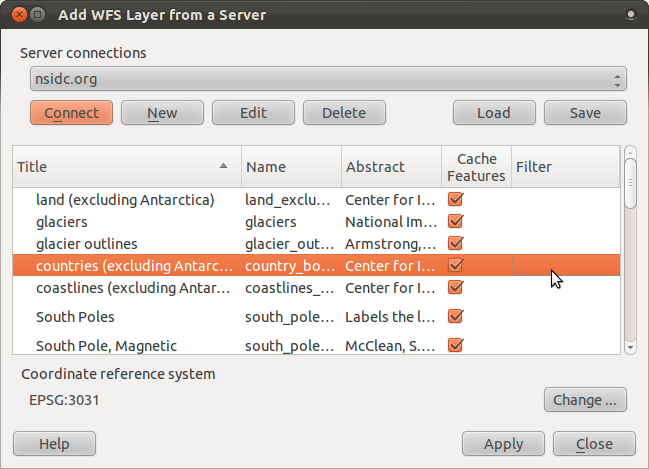 Add WFS Layer from a Server
Server connections
nsidc.org
Connect New Edit Delete Load Save
Title Name Abstract Cache Features Filter
land (excluding Antarctica) land_exclu... Center for I...
glaciers glaciers National Im...
glacier outlines glacier_out... Armstrong,...
countries (excluding Antarc... country_bo... Center for I...
coastlines (excluding Antar... coastlines_... Center for I...
South Poles south_pole... Labels the l...
South Pole, Magnetic south_pole... McClean, S....
Coordinate reference system
EPSG:3031 Change ...
Help Apply Close